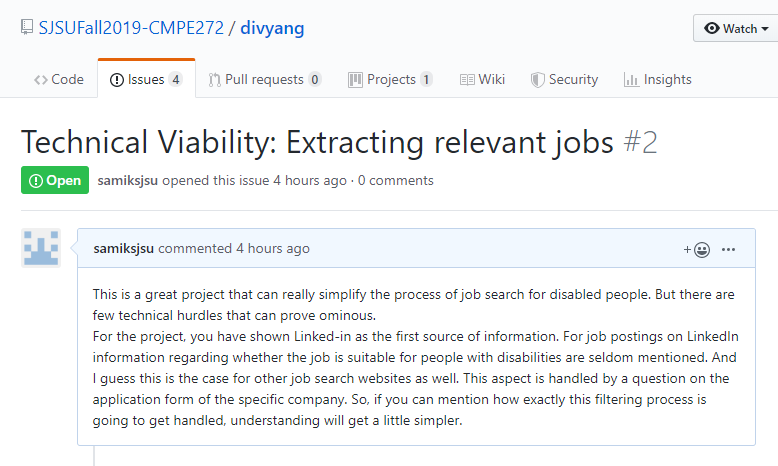 SJSUFall2019-CMPE272 / divyang
Watch
Code
Issues 4
Pull requests 0
Projects 1
Wiki
Security
Insights
Technical Viability: Extracting relevant jobs #2
Open
samiksjsu opened this issue 4 hours ago · 0 comments
samiksjsu commented 4 hours ago
This is a great project that can really simplify the process of job search for disabled people. But there are
few technical hurdles that can prove ominous.
For the project, you have shown Linked-in as the first source of information. For job postings on LinkedIn
information regarding whether the job is suitable for people with disabilities are seldom mentioned. And
I guess this is the case for other job search websites as well. This aspect is handled by a question on the
application form of the specific company. So, if you can mention how exactly this filtering process is
going to get handled, understanding will get a little simpler.